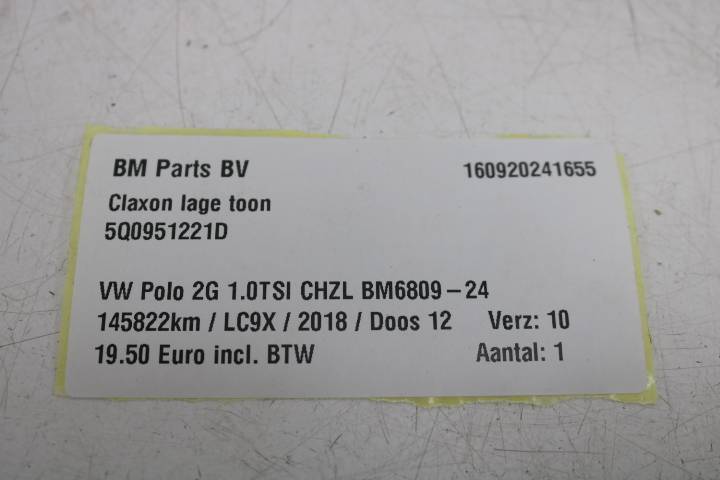 BM Parts BV 160920241655
Claxon lage toon
5Q0951221D
VW Polo 2G 1.0TSI CHZL BM6809-24
145822km / LC9X / 2018 / Doos 12 Verz: 10
19.50 Euro incl. BTW Aantal: 1